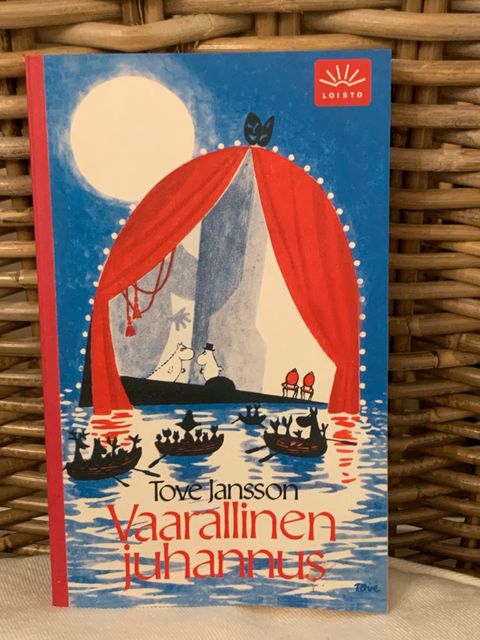 LOISTO
Tove Jansson
Vaarallinen
juhannus
Tove